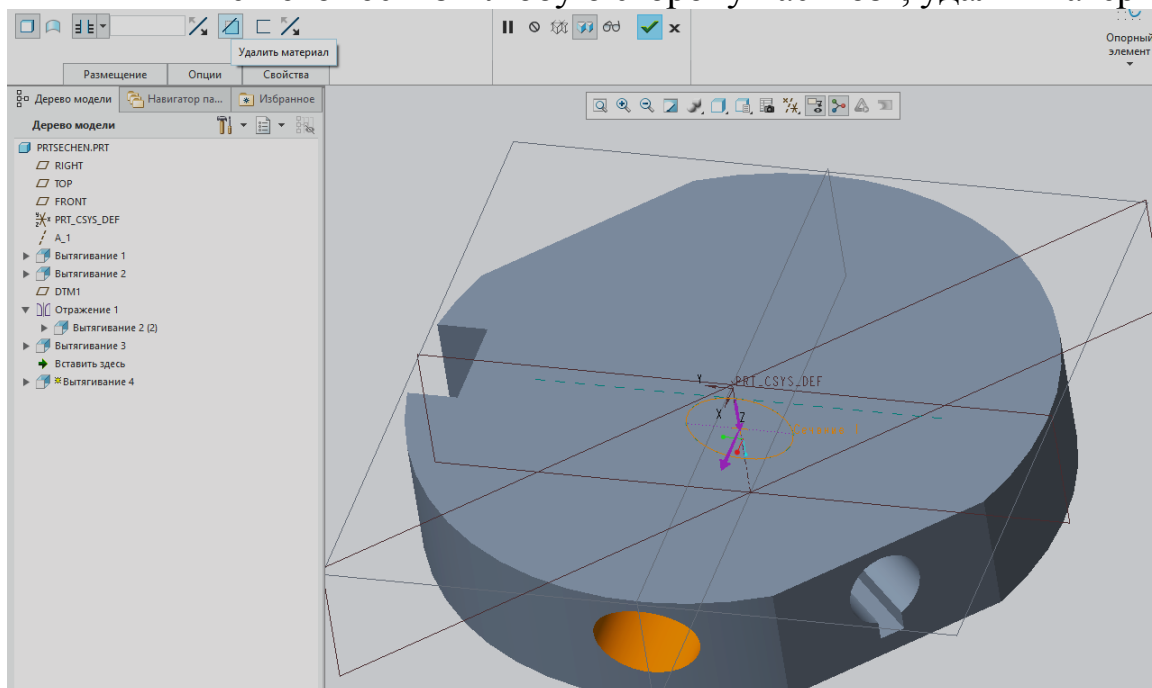 Удалить материал
Опорный
элемент
Размещение Опции Свойства
Дерево модели Навигатор па... Избранное
Дерево модели
PRTSECHEN.PRT
RIGHT
TOP
FRONT
PRT_CSYS_DEF
A_1
Вытягивание 1
Вытягивание 2
DTM1
Отражение 1
Вытягивание 2 (2)
Вытягивание 3
Вставить здесь
Вытягивание 4
Y PRT_CSYS_DEF
X Z